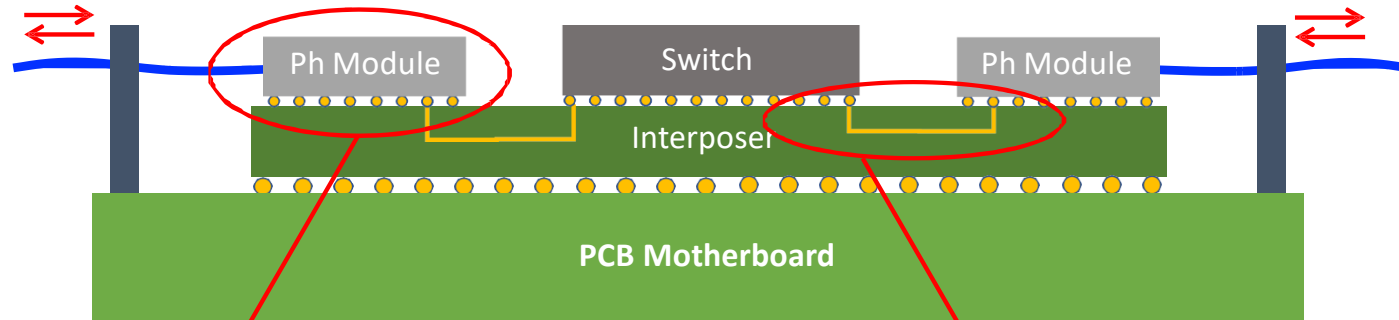 Ph Module
Switch
Ph Module
Interposer
PCB Motherboard